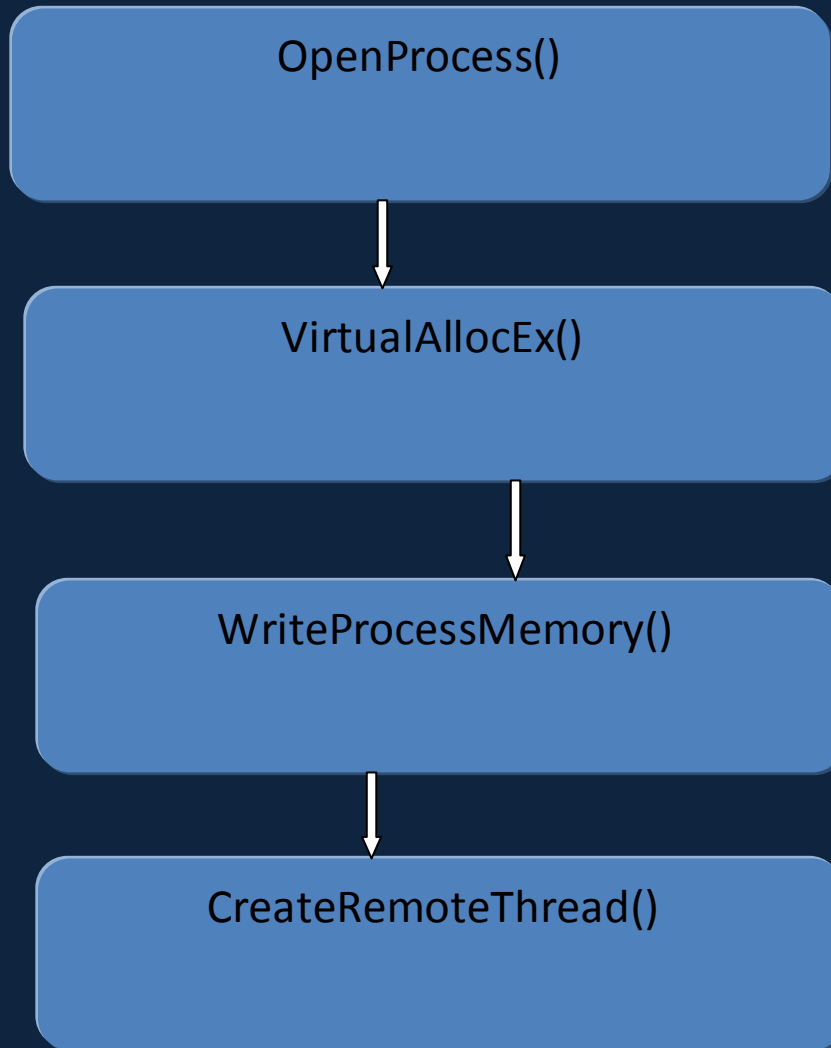 OpenProcess()
VirtualAllocEx()
WriteProcessMemory()
CreateRemoteThread()